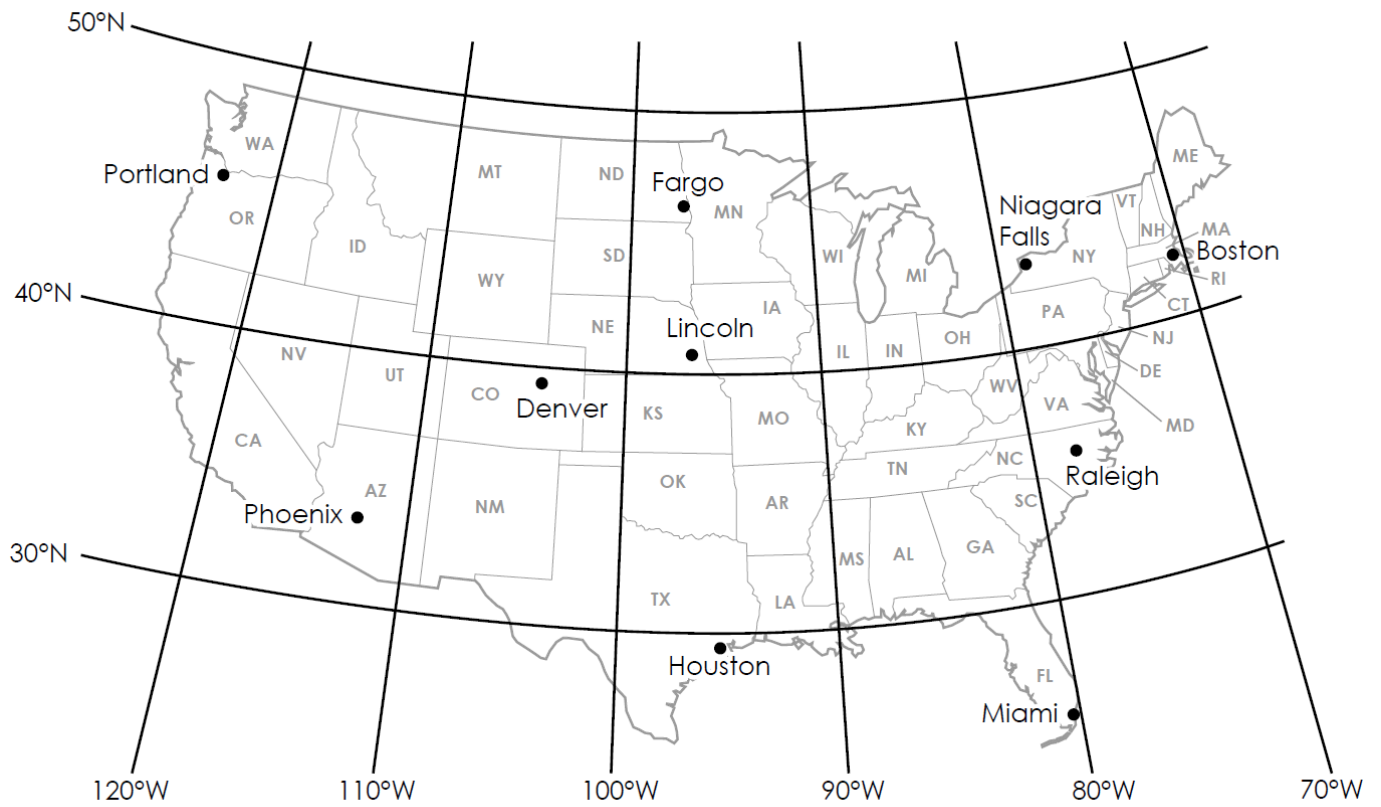 50°N
WA
ME
Portland
MT
ND
Fargo
VT
MN
Niagara
Falls
OR
NH
MA
ID
SD
WI
NY
Boston
MI
WY
RI
40°N
CT
NE
IA
PA
Lincoln
NV
IL
IN
OH
NJ
UT
DE
CO
WV
Denver
KS
VA
MO
MD
CA
KY
NC
TN
Raleigh
AZ
OK
NM
AR
SC
Phoenix
30°N
MS
AL
GA
TX
LA
Houston
FL
Miami
120°W
110°W
100°W
90°W
80°W
70°W